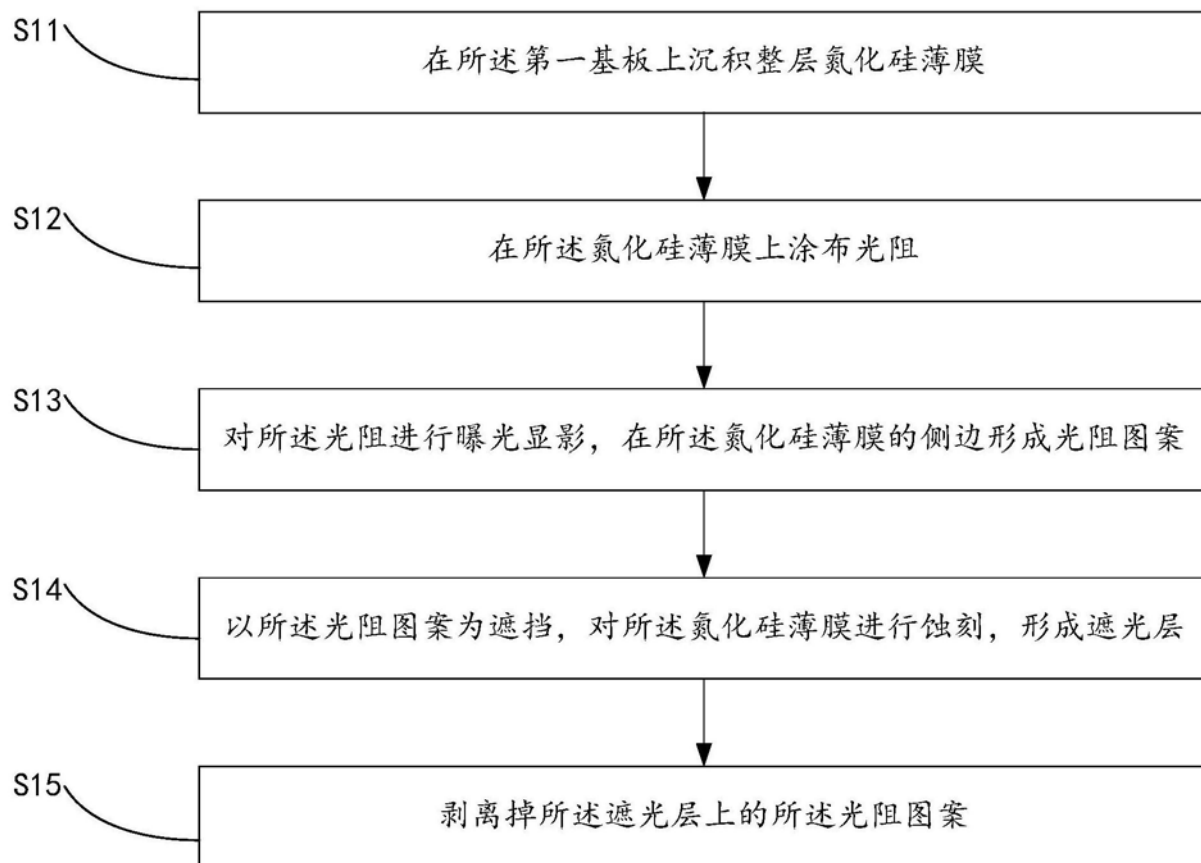 S11
在所述第一基板上沉积整层氮化硅薄膜
S12
在所述氮化硅薄膜上涂布光阻
S13
对所述光阻进行曝光显影，在所述氮化硅薄膜的侧边形成光阻图案
S14
以所述光阻图案为遮挡，对所述氮化硅薄膜进行蚀刻，形成遮光层
S15
剥离掉所述遮光层上的所述光阻图案